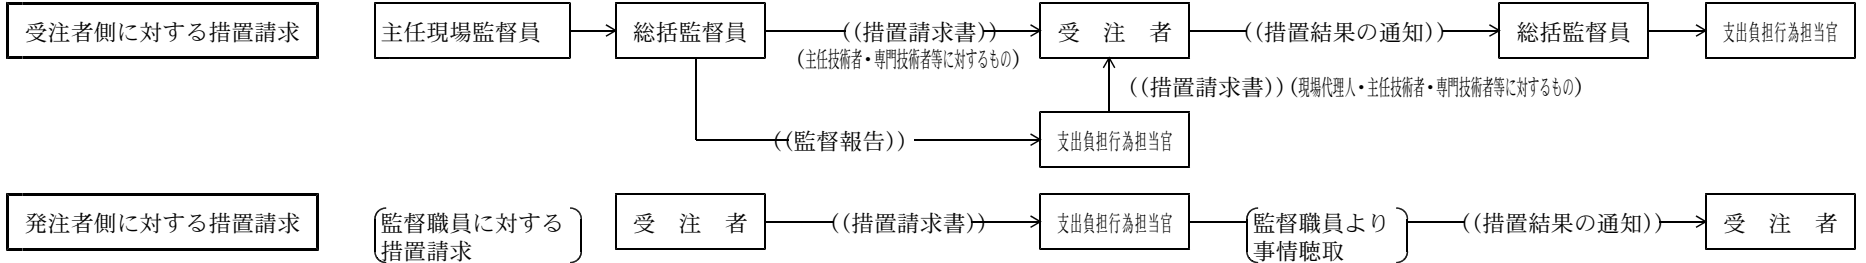 受注者側に対する措置請求
主任現場監督員
総括監督員
((措置請求書))
(主任技術者・専門技術者等に対するもの)
受　注　者
((措置結果の通知))
総括監督員
支出負担行為担当官
((措置請求書))(現場代理人・主任技術者・専門技術者等に対するもの)
((監督報告))
支出負担行為担当官
発注者側に対する措置請求
監督職員に対する
措置請求
受　注　者
((措置請求書))
支出負担行為担当官
監督職員より
事情聴取
((措置結果の通知))
受　注　者